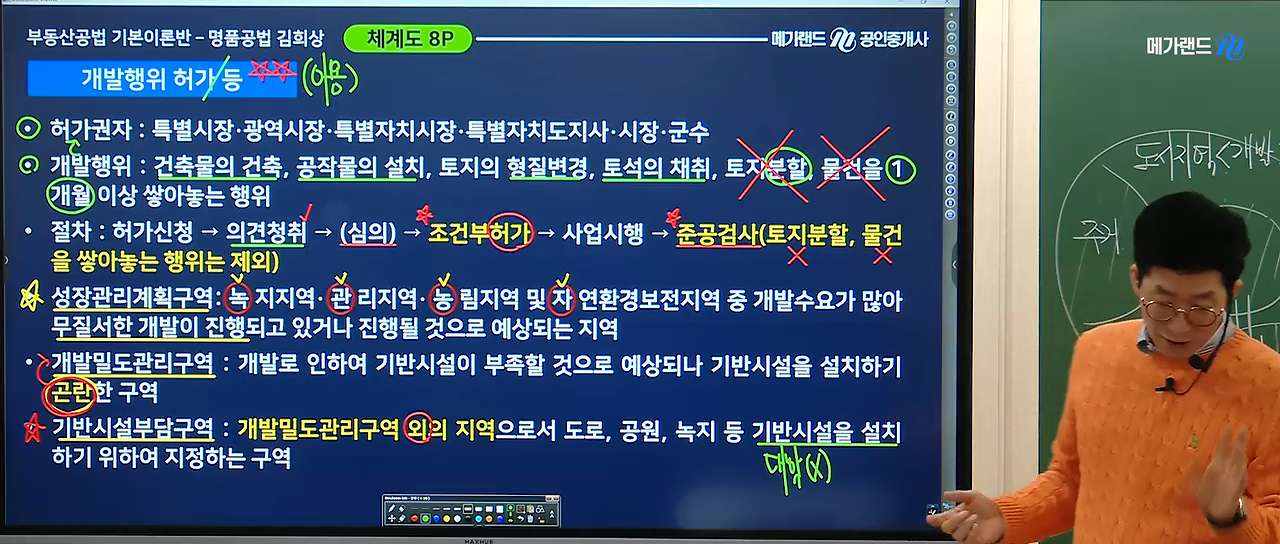 부동산공법 기본이론반 - 명품공법 김희상
체계도 8P
메가랜드 공인중개사
메가랜드
개발행위 허가 등
(이용)
• 허가권자 : 특별시장·광역시장·특별자치시장·특별자치도지사·시장·군수
• 개발행위 : 건축물의 건축, 공작물의 설치, 토지의 형질변경, 토석의 채취, 토지분할, 물건을 1
개월 이상 쌓아놓는 행위
• 절차 : 허가신청 → 의견청취 → (심의) → 조건부허가 → 사업시행 → 준공검사(토지분할, 물건
을 쌓아놓는 행위는 제외)
성장관리계획구역: 녹지지역·관리지역·농림지역 및 자연환경보전지역 중 개발수요가 많아
무질서한 개발이 진행되고 있거나 진행될 것으로 예상되는 지역
• 개발밀도관리구역 : 개발로 인하여 기반시설이 부족할 것으로 예상되나 기반시설을 설치하기
곤란한 구역
기반시설부담구역 : 개발밀도관리구역 외의 지역으로서 도로, 공원, 녹지 등 기반시설을 설치
하기 위하여 지정하는 구역
대학(x)
도시지역<개발
주거
MAXHUB